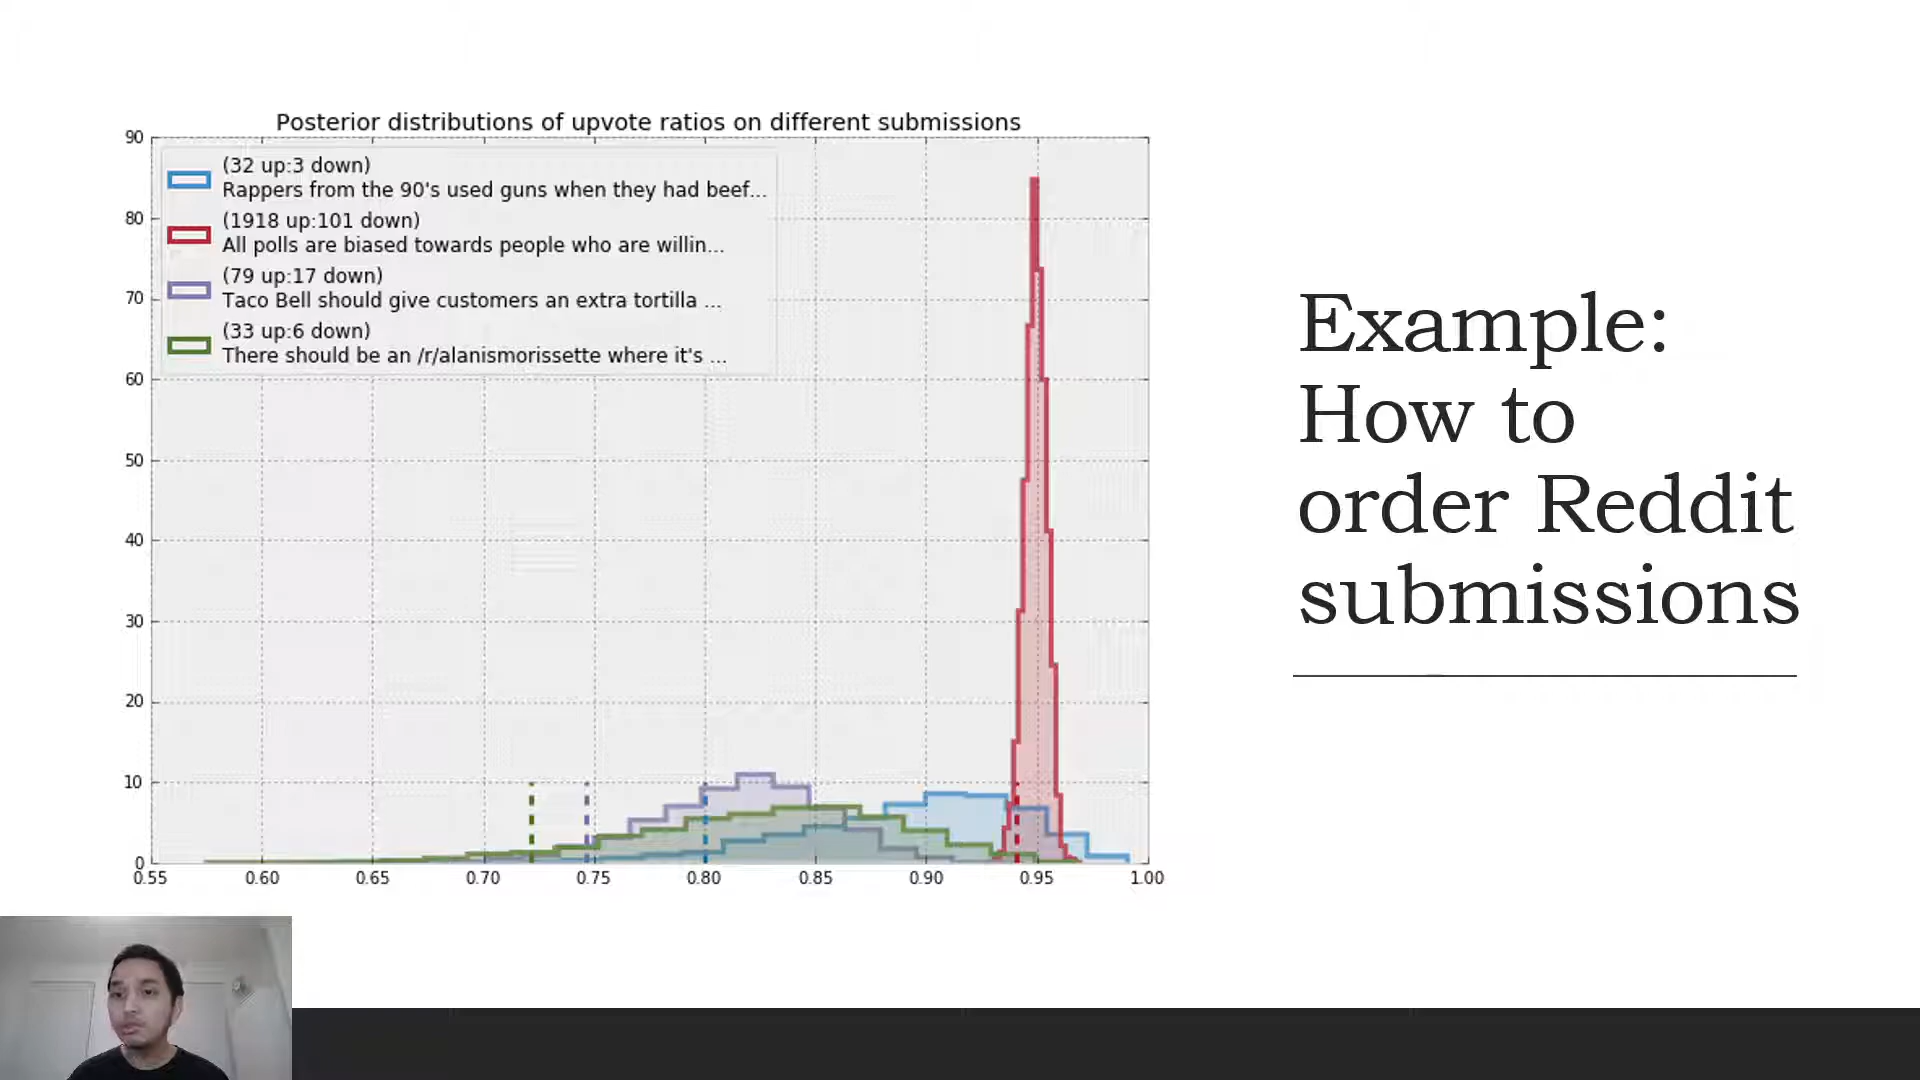 Posterior distributions of upvote ratios on different submissions
90
80
70
60
50
40
30
20
10
0
(32 up:3 down)
Rappers from the 90's used guns when they had beef...
(1918 up:101 down)
All polls are biased towards people who are willin...
(79 up:17 down)
Taco Bell should give customers an extra tortilla ...
(33 up:6 down)
There should be an /r/alanismorissette where it's ...
0.55 0.60 0.65 0.70 0.75 0.80 0.85 0.90 0.95 1.00
Example:
How to
order Reddit
submissions